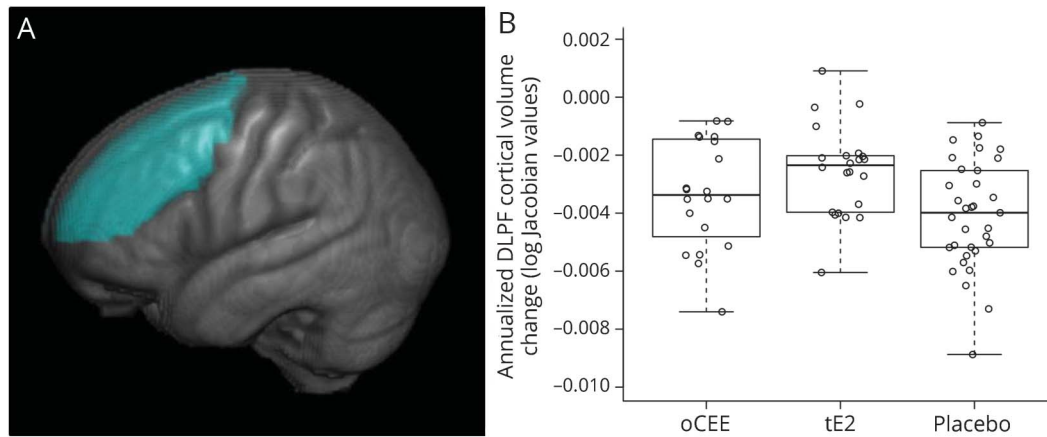 A
B
Annualized DLPF cortical volume
change (log Jacobian values)
0.002
0.000
−0.002
−0.004
−0.006
−0.008
−0.010
oCEE tE2 Placebo